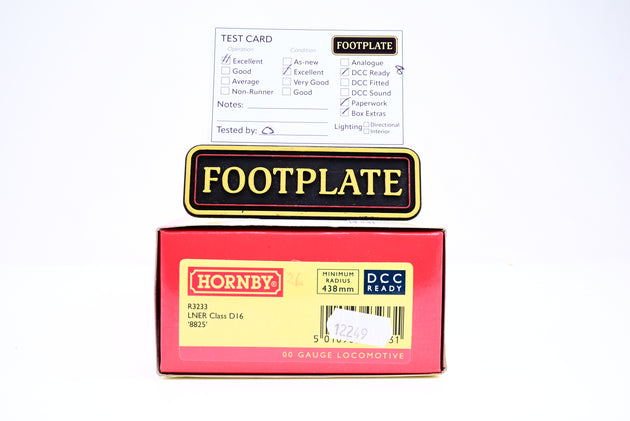 TEST CARD
FOOTPLATE
Operation
Condition
Excellent
As-new
Analogue
Good
Excellent
DCC Ready 8
Average
Very Good
DCC Fitted
Non-Runner
Good
DCC Sound
Notes:
Paperwork
Box Extras
Tested by:
Lighting
Directional
Interior
FOOTPLATE
HORNBY®
MINIMUM
RADIUS
438mm
DCC
READY
R3233
LNER Class D16
'8825'
12249
00 GAUGE LOCOMOTIVE